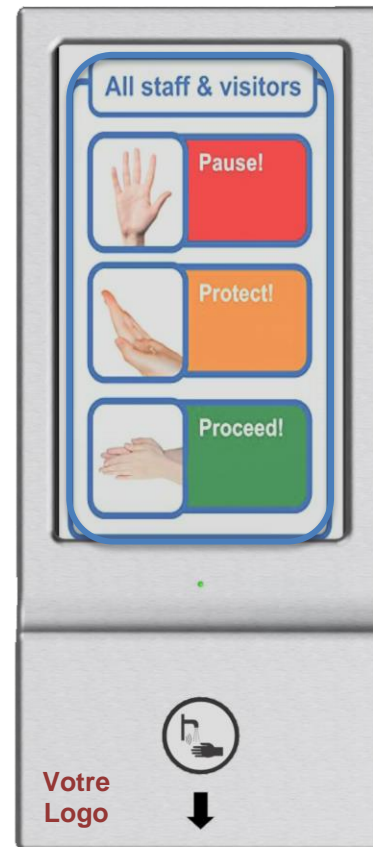 All staff & visitors
Pause!
Protect!
Proceed!
Votre
Logo